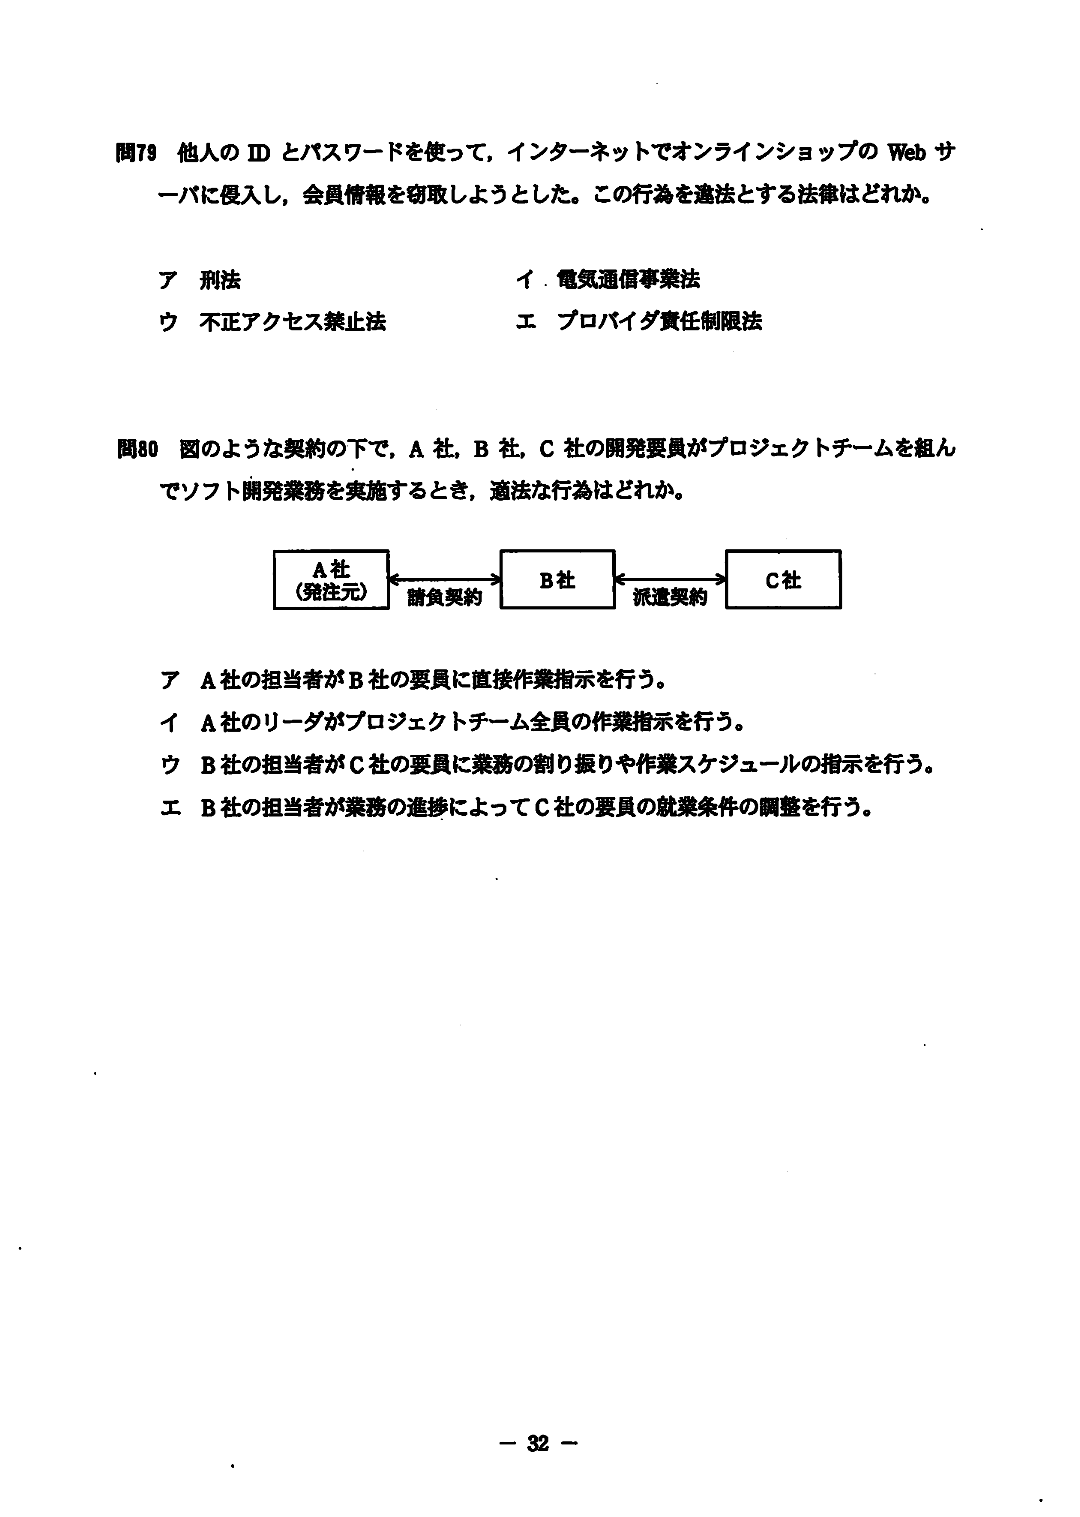 問79 他人の ID とパスワードを使って，インターネットでオンラインショップの Web サ
ーバに侵入し，会員情報を窃取しようとした。この行為を違法とする法律はどれか。
ア 刑法 イ 電気通信事業法
ウ 不正アクセス禁止法 エ プロバイダ責任制限法
問80 図のような契約の下で，A 社，B 社，C 社の開発要員がプロジェクトチームを組ん
でソフト開発業務を実施するとき，適法な行為はどれか。
A社
（発注元）
請負契約
B社
派遣契約
C社
ア A社の担当者がB社の要員に直接作業指示を行う。
イ A社のリーダがプロジェクトチーム全員の作業指示を行う。
ウ B社の担当者がC社の要員に業務の割り振りや作業スケジュールの指示を行う。
エ B社の担当者が業務の進捗によってC社の要員の就業条件の調整を行う。
－ 32 －